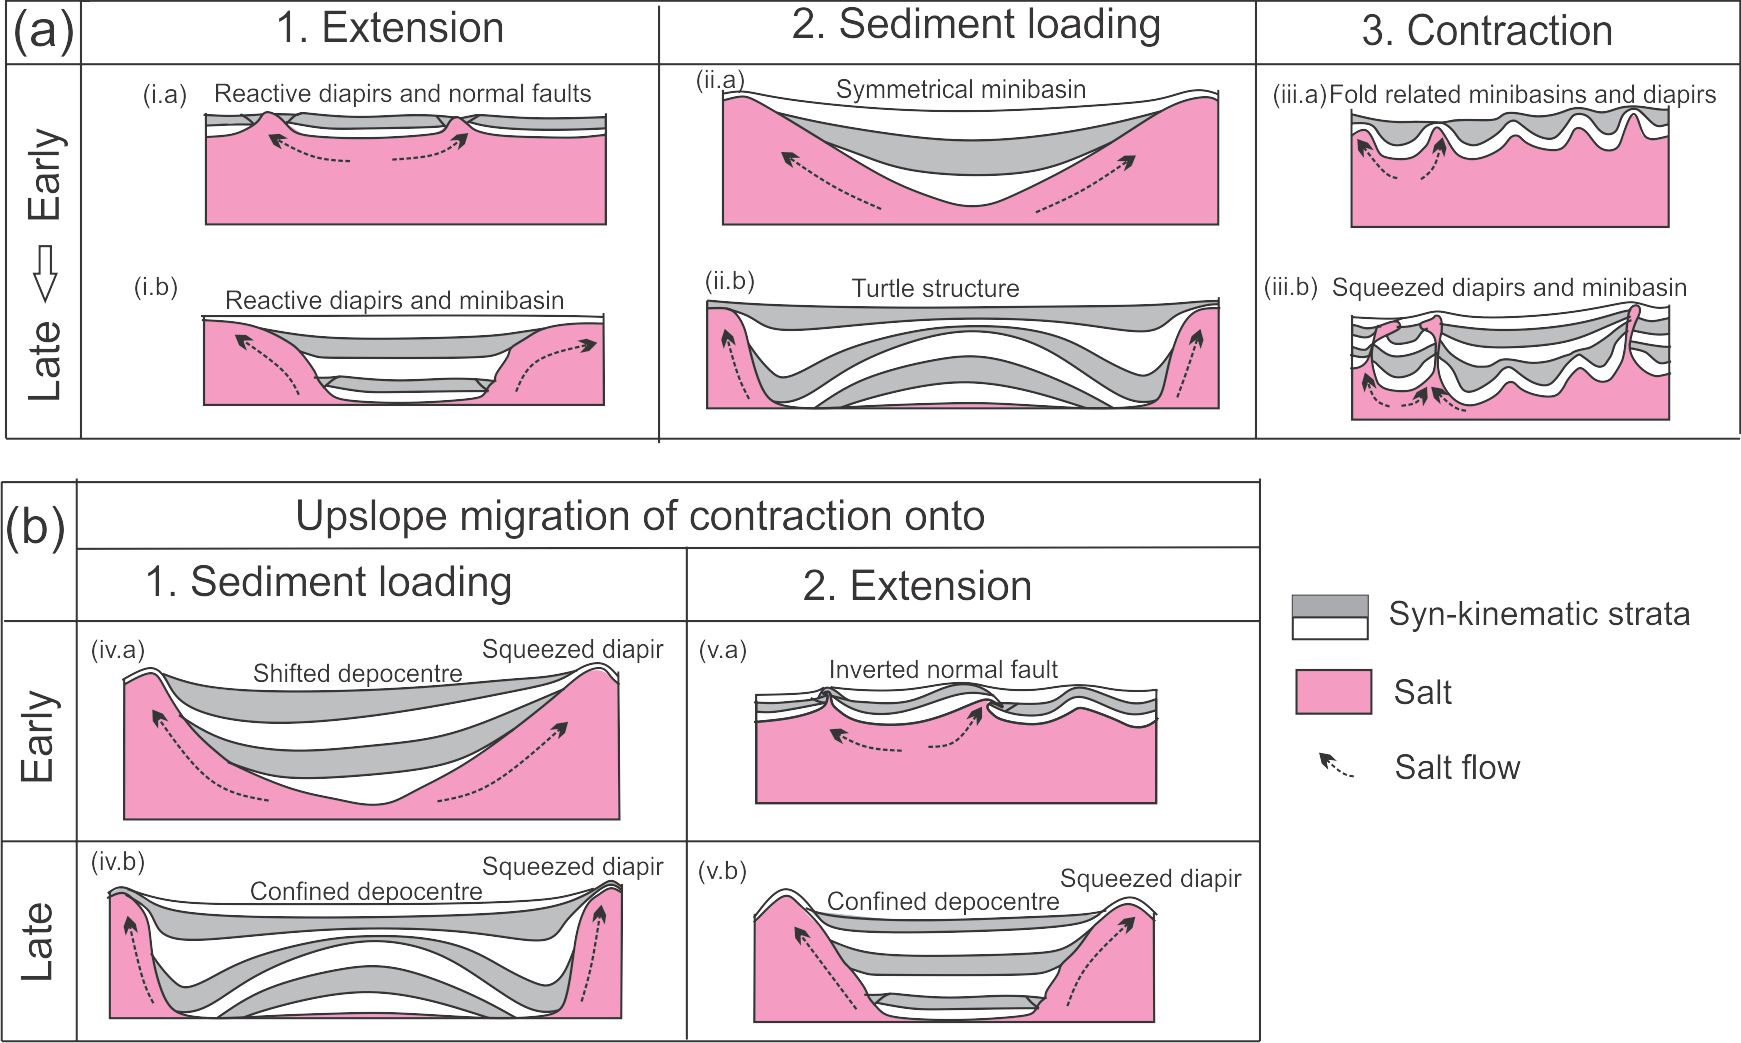 (a)
1. Extension
2. Sediment loading
3. Contraction
Early
Late
(i.a)
Reactive diapirs and normal faults
(ii.a)
Symmetrical minibasin
(iii.a) Fold related minibasins and diapirs
(i.b)
Reactive diapirs and minibasin
(ii.b)
Turtle structure
(iii.b) Squeezed diapirs and minibasin
(b)
Upslope migration of contraction onto
1. Sediment loading
2. Extension
Early
(iv.a)
Shifted depocentre
Squeezed diapir
(v.a)
Inverted normal fault
Late
(iv.b)
Confined depocentre
Squeezed diapir
(v.b)
Confined depocentre
Squeezed diapir
Syn-kinematic strata
Salt
Salt flow